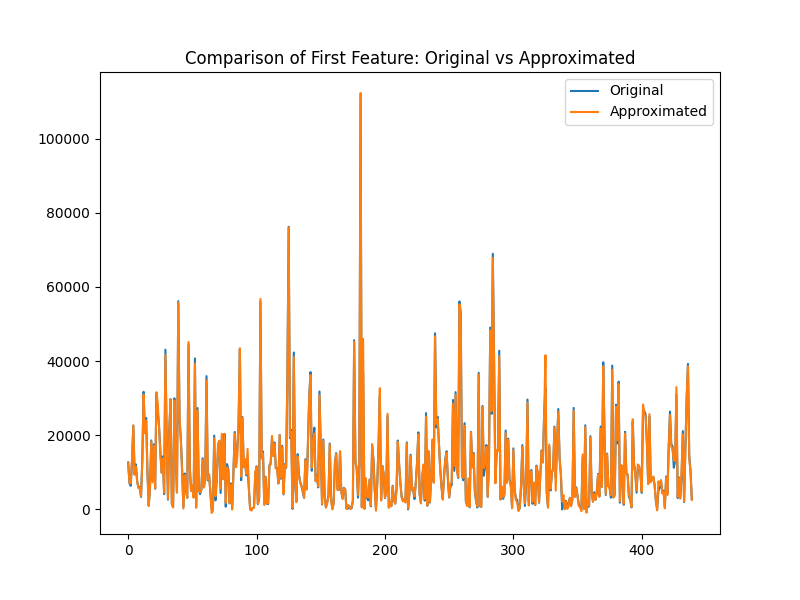 Comparison of First Feature: Original vs Approximated
Original
Approximated
100000
80000
60000
40000
20000
0
0 100 200 300 400